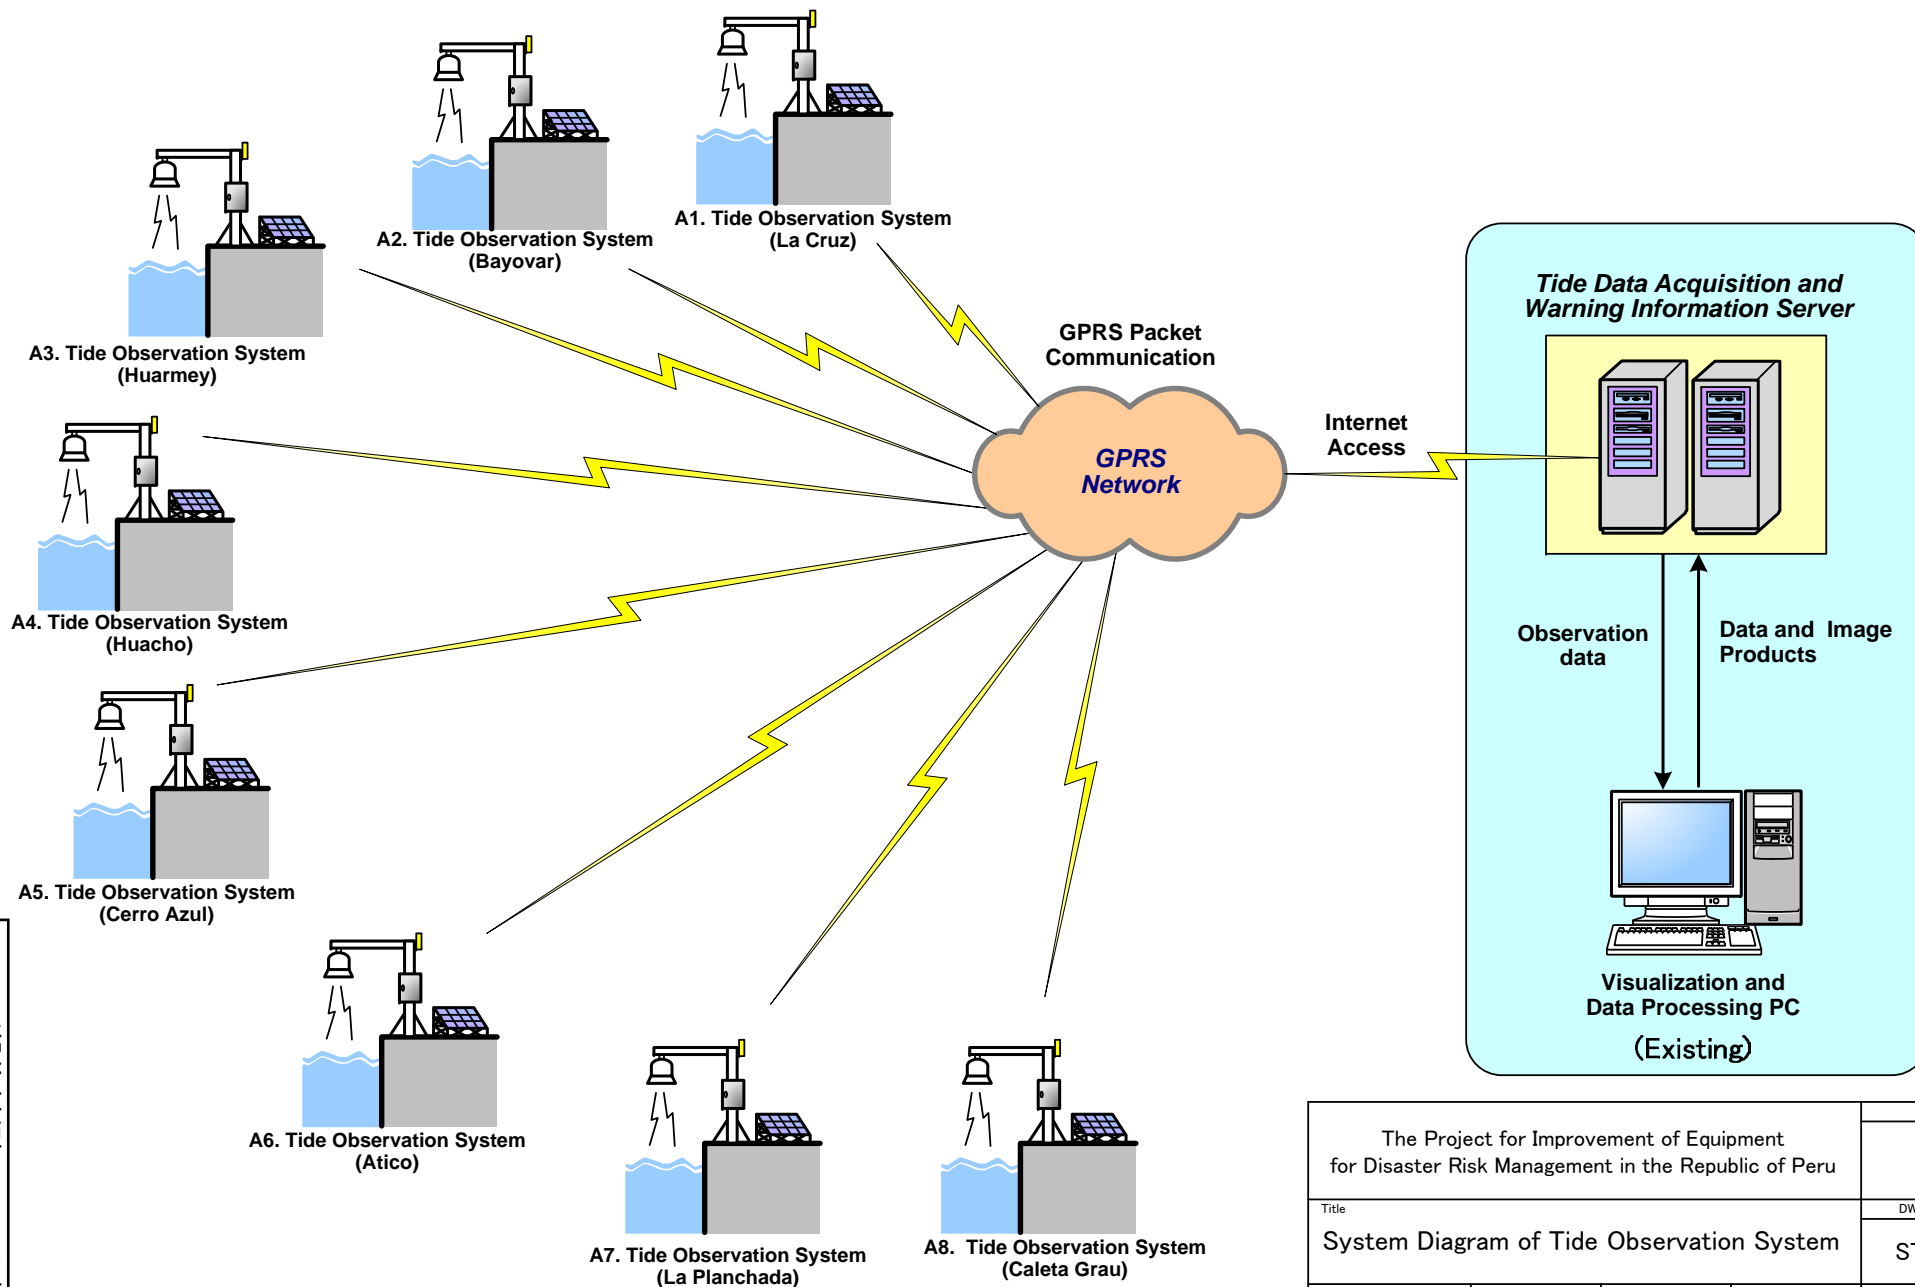 A1. Tide Observation System
(La Cruz)
A2. Tide Observation System
(Bayovar)
A3. Tide Observation System
(Huarmey)
A4. Tide Observation System
(Huacho)
A5. Tide Observation System
(Cerro Azul)
A6. Tide Observation System
(Atico)
A7. Tide Observation System
(La Planchada)
A8. Tide Observation System
(Caleta Grau)
GPRS Packet
Communication
GPRS
Network
Internet
Access
Tide Data Acquisition and
Warning Information Server
Observation
data
Data and Image
Products
Visualization and
Data Processing PC
(Existing)
The Project for Improvement of Equipment
for Disaster Risk Management in the Republic of Peru
Title
System Diagram of Tide Observation System